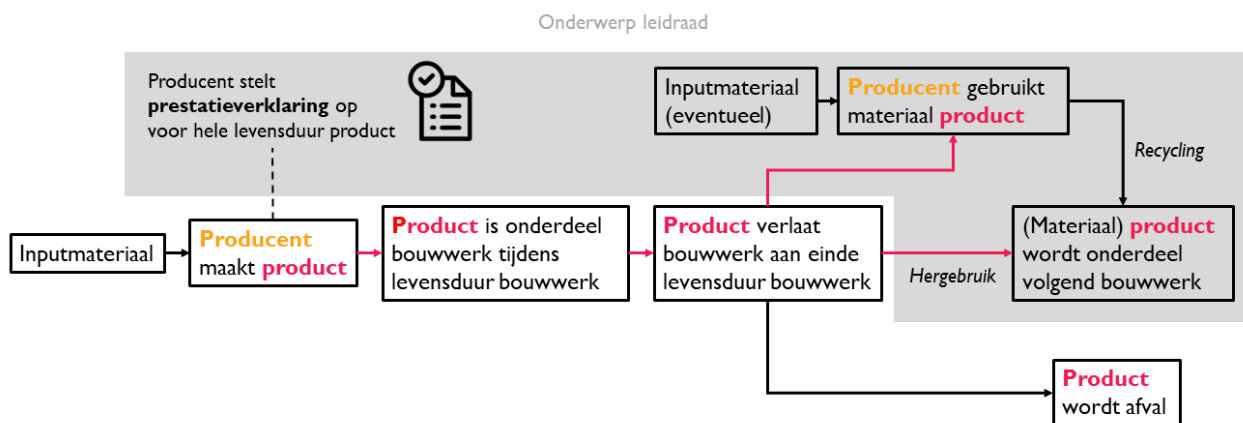 Onderwerp leidraad
Producent stelt
prestatieverklaring op
voor hele levensduur product
Inputmateriaal
(eventueel)
Producent gebruikt
materiaal product
Recycling
Inputmateriaal
Producent
maakt product
Product is onderdeel
bouwwerk tijdens
levensduur bouwwerk
Product verlaat
bouwwerk aan einde
levensduur bouwwerk
Hergebruik
(Materiaal) product
wordt onderdeel
volgend bouwwerk
Product
wordt afval